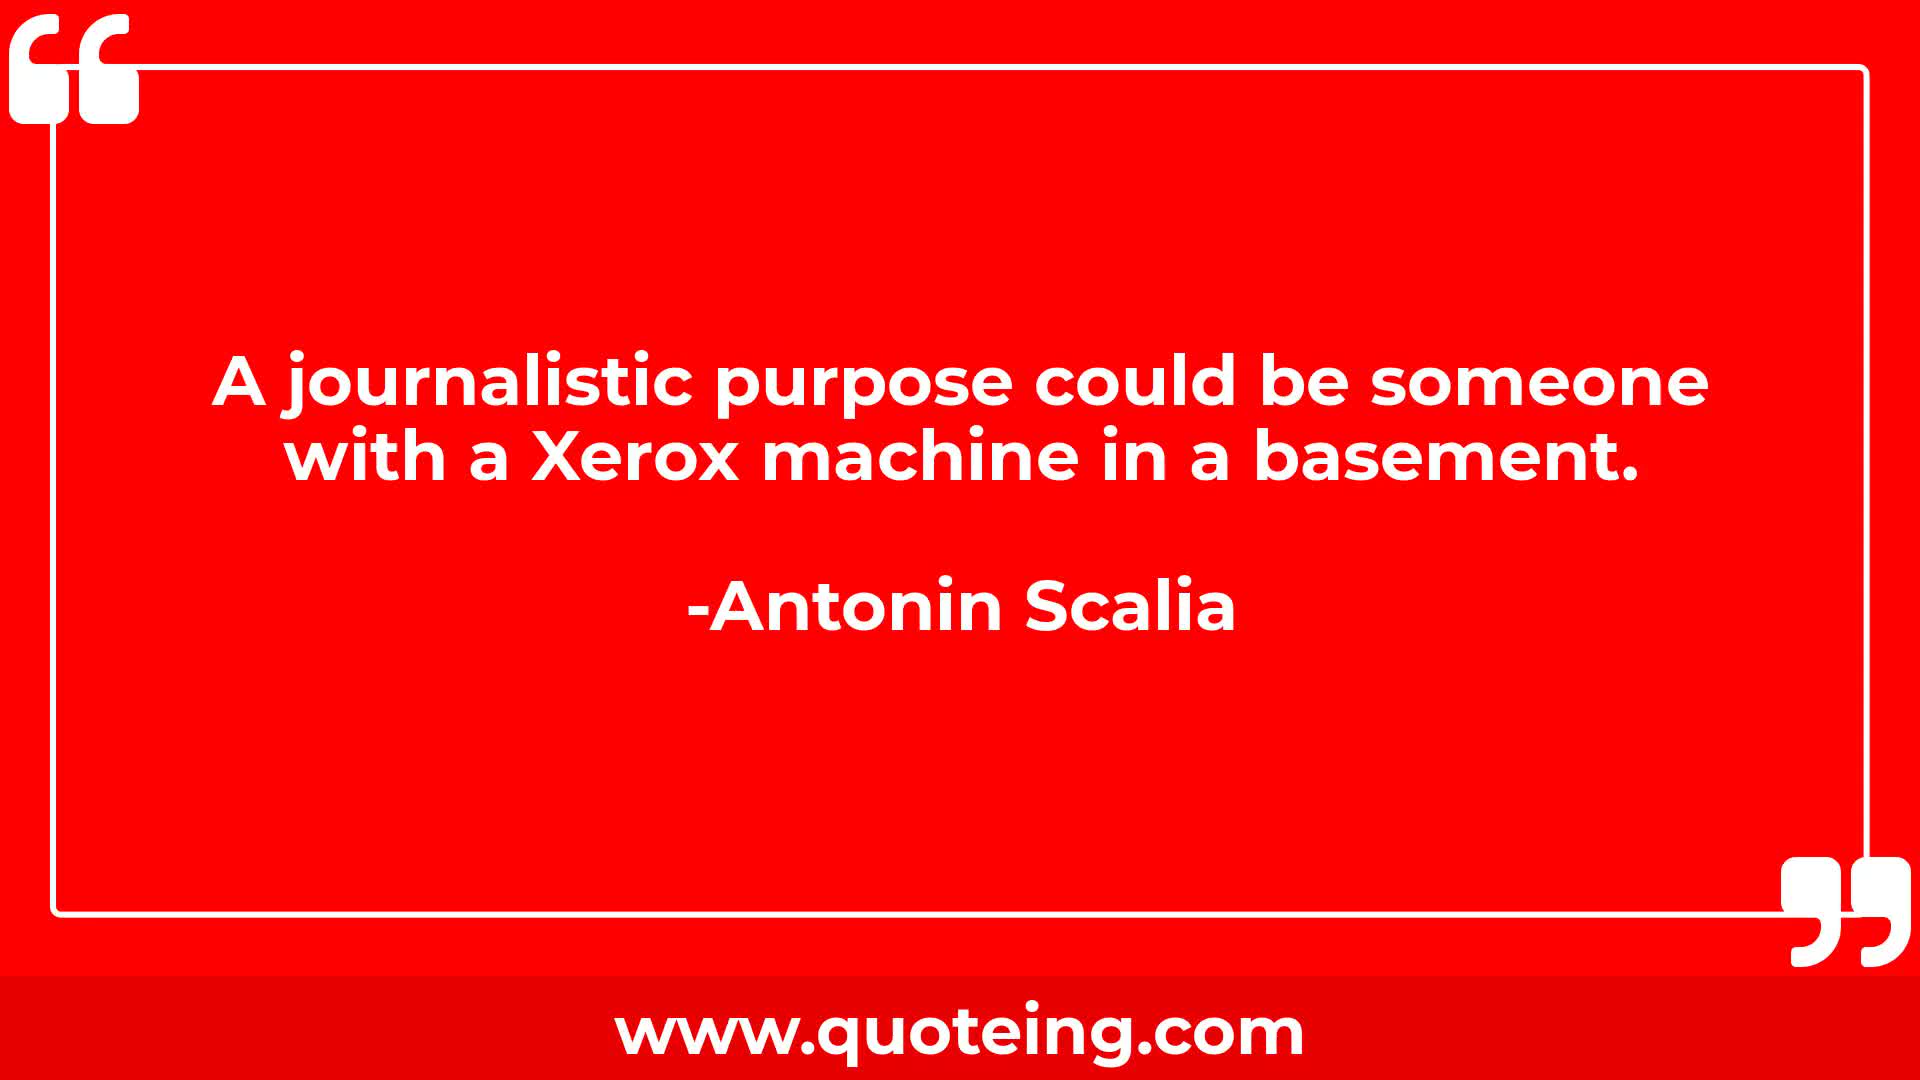 A journalistic purpose could be someone
with a Xerox machine in a basement.
-Antonin Scalia
www.quoteing.com